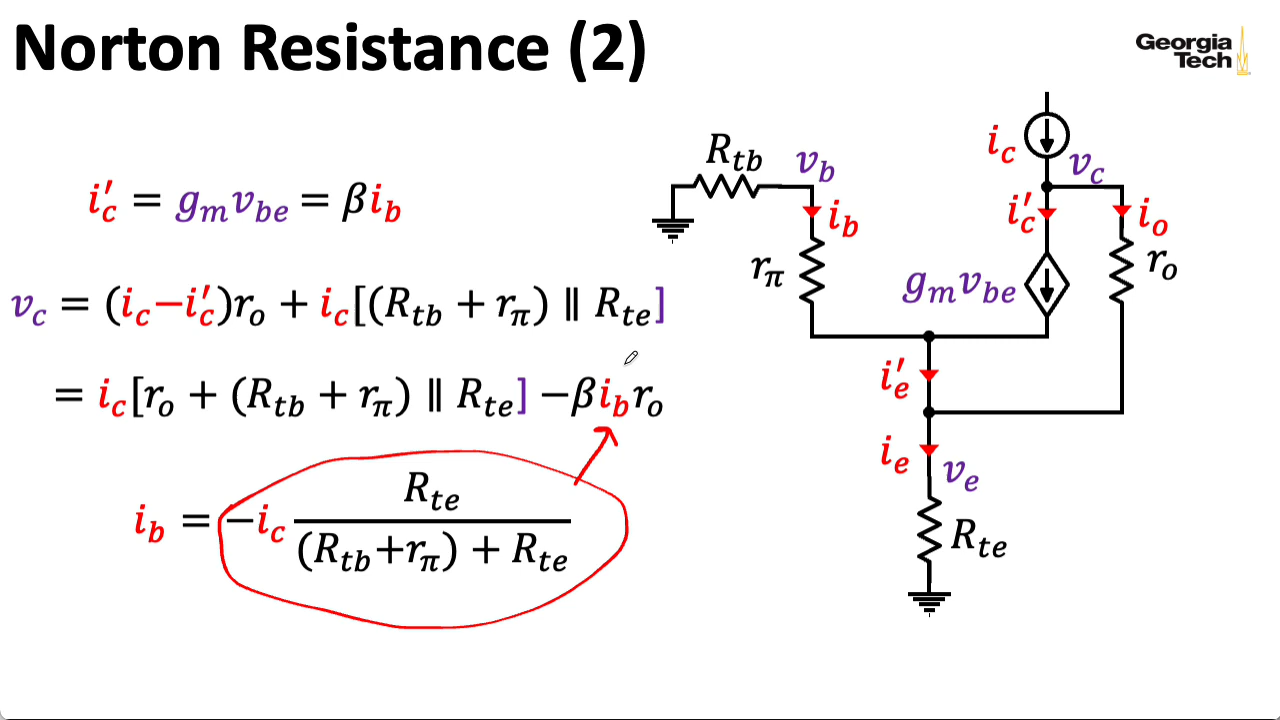 Norton Resistance (2)
Georgia
Tech
i′c = gmvbe = βib
vc = (ic−i′c)ro + ic[(Rtb + rπ) ∥ Rte]
= ic[ro + (Rtb + rπ) ∥ Rte] −βibro
ib = −ic Rte
(Rtb+rπ) + Rte
Rtb
vb
ib
rπ
ic
vc
i′c
io
gmvbe
ro
i′e
ie
ve
Rte